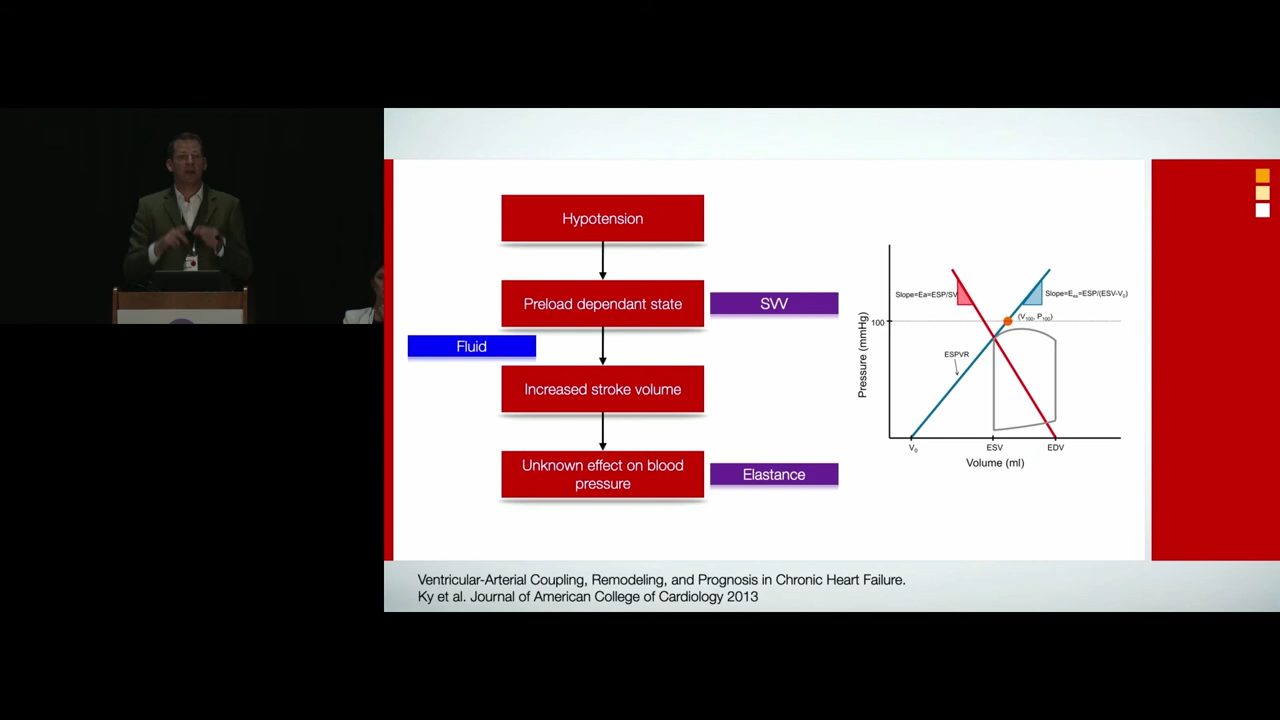 Hypotension
Preload dependant state
SVV
Fluid
Increased stroke volume
Unknown effect on blood
pressure
Elastance
Slope=Ea=ESP/SV
Slope=Ees=ESP/(ESV-V0)
100
(V100, P100)
ESPVR
Pressure (mmHg)
V0
ESV
EDV
Volume (ml)
Ventricular-Arterial Coupling, Remodeling, and Prognosis in Chronic Heart Failure.
Ky et al. Journal of American College of Cardiology 2013